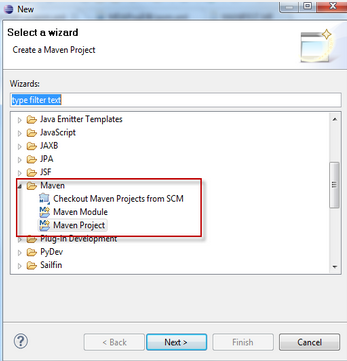 New
Select a wizard
Create a Maven Project
Wizards:
type filter text
Java Emitter Templates
JavaScript
JAXB
JPA
JSF
Maven
Checkout Maven Projects from SCM
Maven Module
Maven Project
Plug-in Development
PyDev
Sailfin
? < Back Next > Finish Cancel